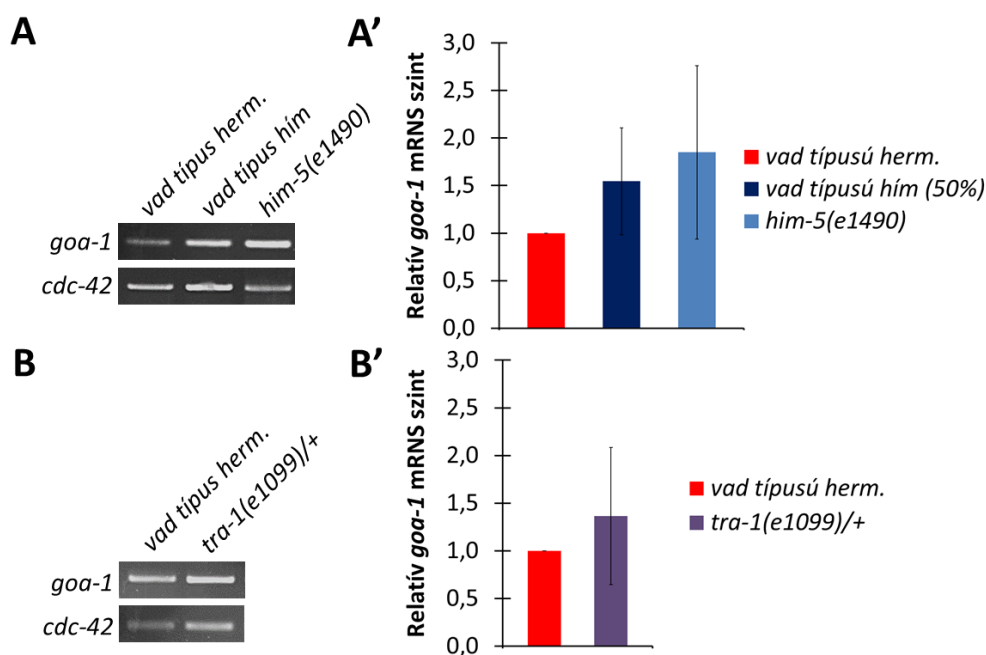 A
vad típus herm.
vad típus hím
him-5(e1490)
goa-1
cdc-42
A’
Relatív goa-1 mRNS szint
3,0
2,5
2,0
1,5
1,0
0,5
0,0
vad típusú herm.
vad típusú hím (50%)
him-5(e1490)
B
vad típus herm.
tra-1(e1099)/+
goa-1
cdc-42
B’
Relatív goa-1 mRNS szint
3,0
2,5
2,0
1,5
1,0
0,5
0,0
vad típusú herm.
tra-1(e1099)/+